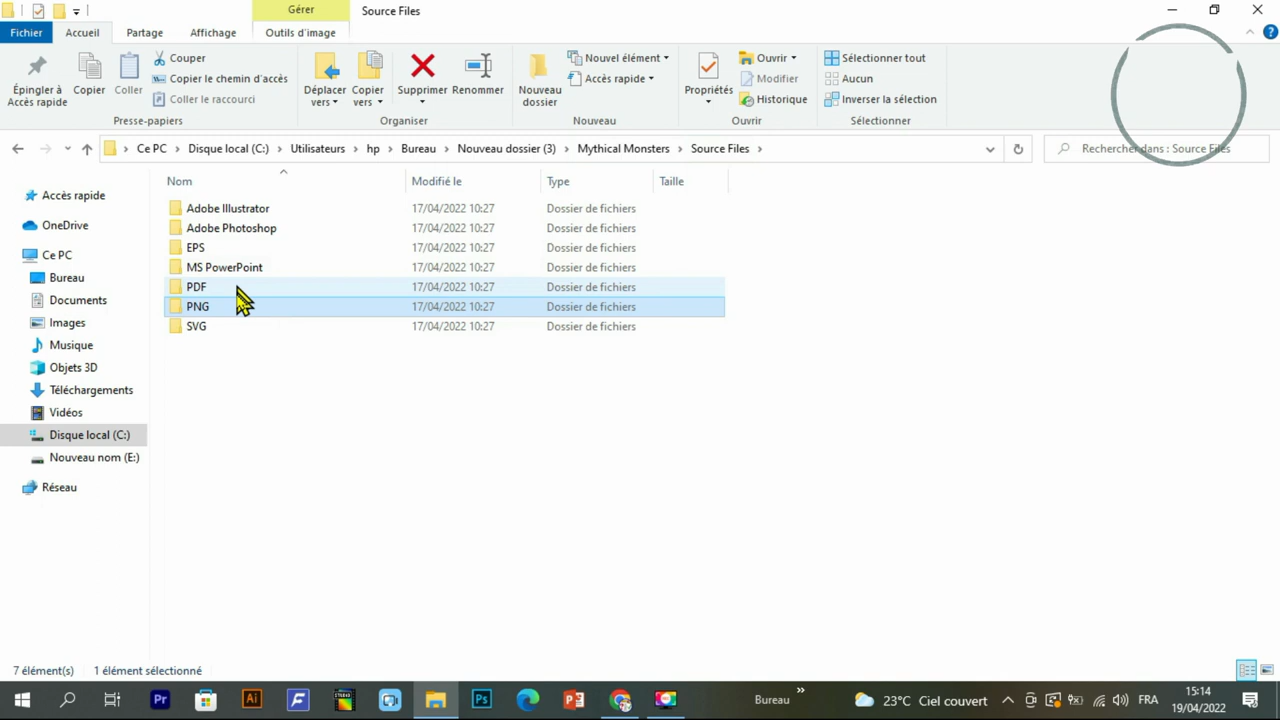 Gérer
Source Files
Fichier
Accueil
Partage
Affichage
Outils d'image
Épingler à
Accès rapide
Copier
Coller
Couper
Copier le chemin d'accès
Coller le raccourci
Presse-papiers
Déplacer
vers
Copier
vers
Supprimer
Renommer
Organiser
Nouveau
dossier
Nouvel élément
Accès rapide
Nouveau
Propriétés
Ouvrir
Modifier
Historique
Ouvrir
Sélectionner tout
Aucun
Inverser la sélection
Sélectionner
Ce PC > Disque local (C:) > Utilisateurs > hp > Bureau > Nouveau dossier (3) > Mythical Monsters > Source Files >
Rechercher dans : Source Files
Nom Modifié le Type Taille
Accès rapide
OneDrive
Ce PC
Bureau
Documents
Images
Musique
Objets 3D
Téléchargements
Vidéos
Disque local (C:)
Nouveau nom (E:)
Réseau
Adobe Illustrator 17/04/2022 10:27 Dossier de fichiers
Adobe Photoshop 17/04/2022 10:27 Dossier de fichiers
EPS 17/04/2022 10:27 Dossier de fichiers
MS PowerPoint 17/04/2022 10:27 Dossier de fichiers
PDF 17/04/2022 10:27 Dossier de fichiers
PNG 17/04/2022 10:27 Dossier de fichiers
SVG 17/04/2022 10:27 Dossier de fichiers
7 élément(s) 1 élément sélectionné
Pr
Ai
Ps
Bureau
23°C Ciel couvert
FRA
15:14
19/04/2022